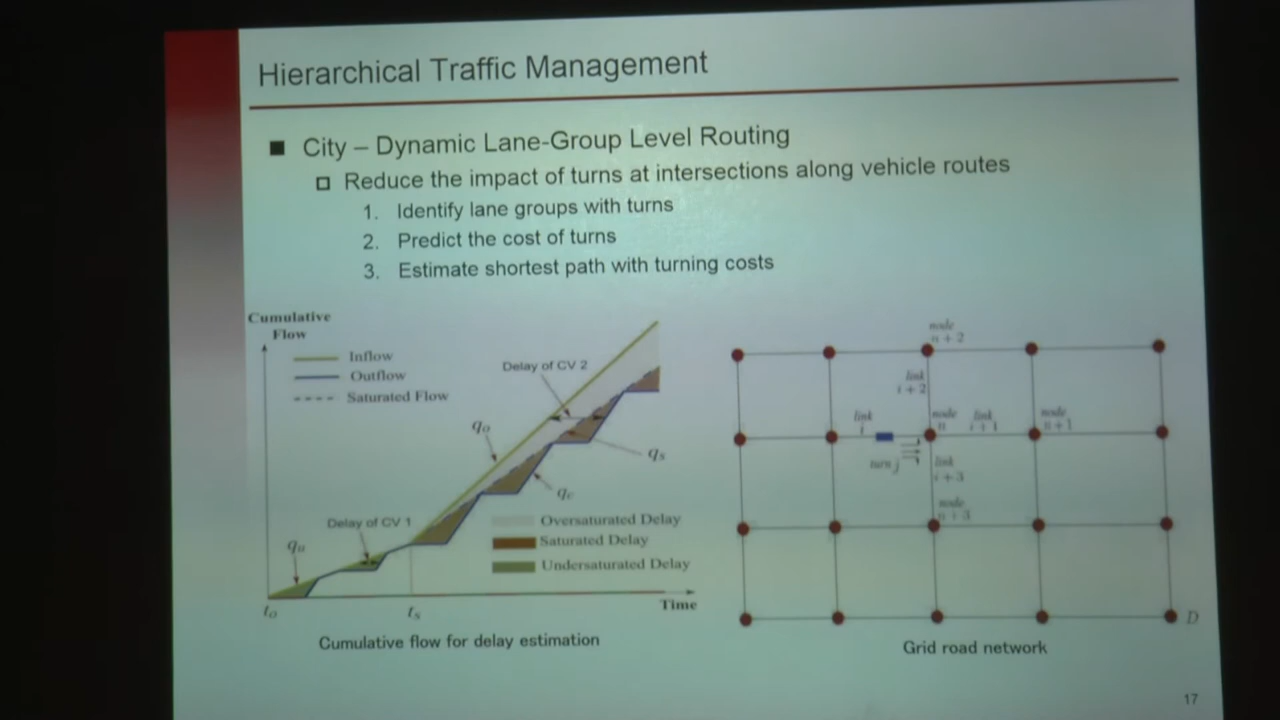 Hierarchical Traffic Management
■ City – Dynamic Lane-Group Level Routing
□ Reduce the impact of turns at intersections along vehicle routes
1. Identify lane groups with turns
2. Predict the cost of turns
3. Estimate shortest path with turning costs
Cumulative
Flow
Inflow
Outflow
Saturated Flow
Delay of CV 2
qo
qs
qc
Delay of CV 1
qu
Oversaturated Delay
Saturated Delay
Undersaturated Delay
to
ts
Time
Cumulative flow for delay estimation
node
n + 2
link
i + 2
link
i
node
n
link
i + 1
node
n + 1
turn j
link
i + 3
node
n + 3
D
Grid road network
17